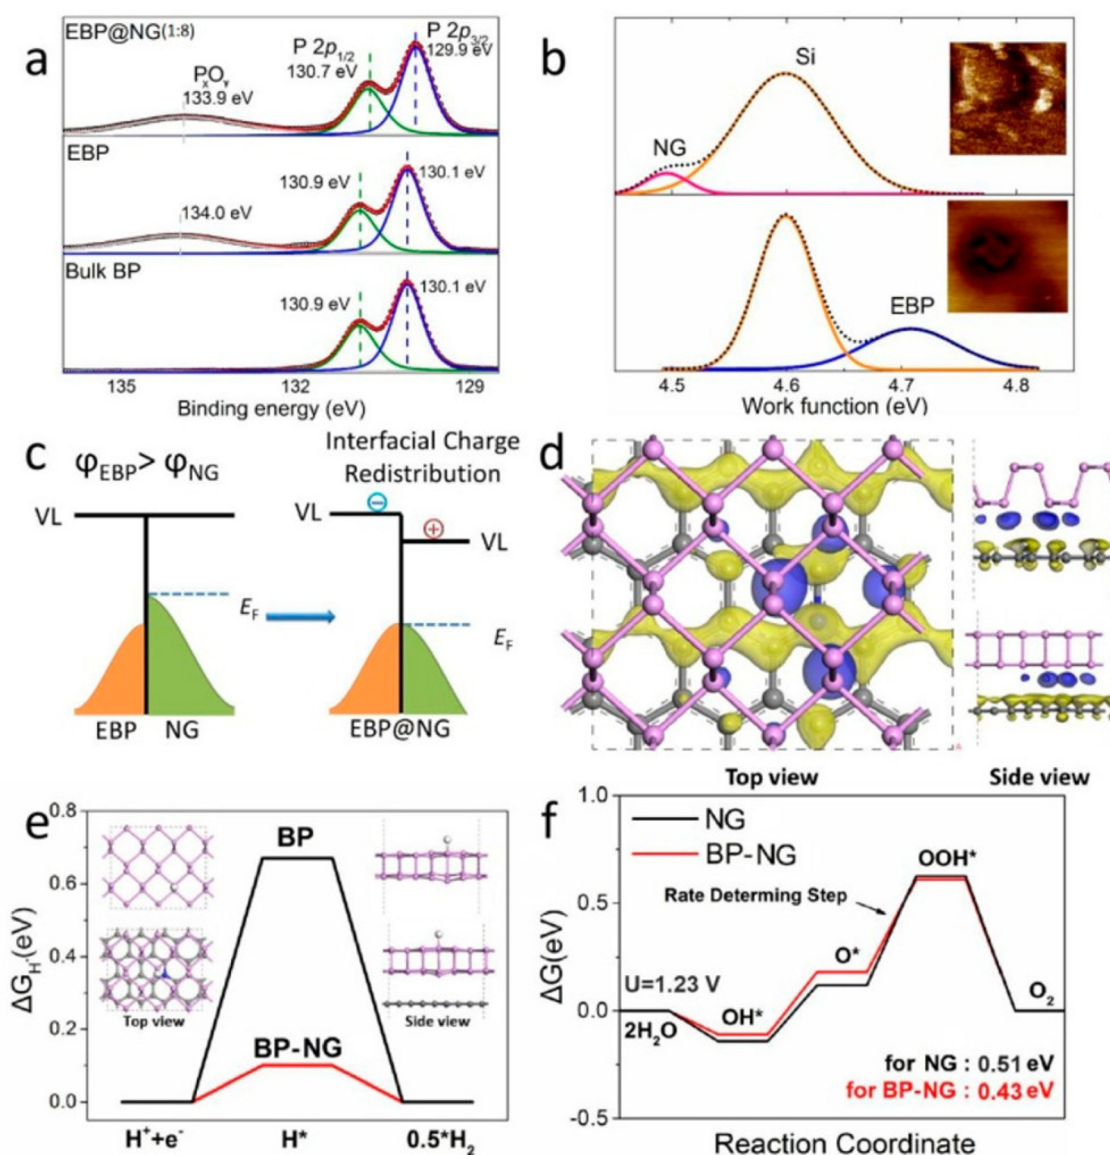 a
EBP@NG(1:8)
P 2p1/2
130.7 eV
P 2p3/2
129.9 eV
PxOy
133.9 eV
EBP
130.9 eV
130.1 eV
134.0 eV
Bulk BP
130.9 eV
130.1 eV
135
132
129
Binding energy (eV)
b
Si
NG
EBP
4.5
4.6
4.7
4.8
Work function (eV)
c
φEBP> φNG
Interfacial Charge
Redistribution
VL
VL
VL
EF
EF
EBP
NG
EBP@NG
d
Top view
Side view
e
0.8
0.6
0.4
0.2
0.0
ΔGH*(eV)
BP
BP-NG
Top view
Side view
H++e-
H*
0.5*H2
f
1.0
0.5
0.0
-0.5
ΔG(eV)
NG
BP-NG
OOH*
Rate Determing Step
O*
U=1.23 V
2H2O
OH*
O2
for NG : 0.51 eV
for BP-NG : 0.43 eV
Reaction Coordinate